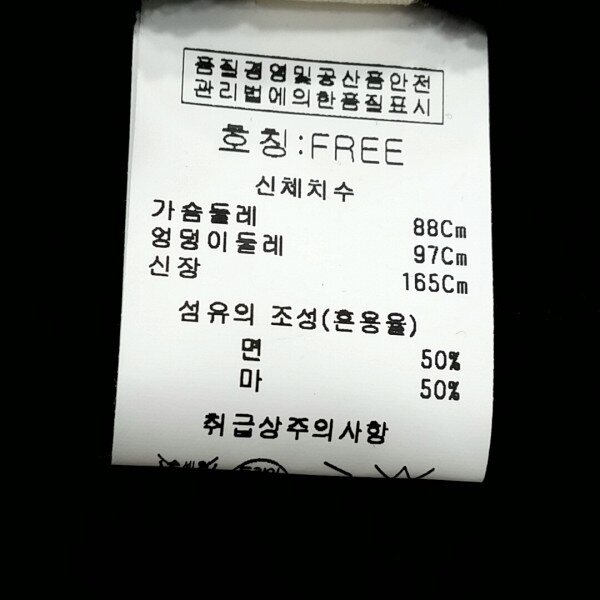 품질경영및공산품안전
관리법에의한품질표시
호칭:FREE
신체치수
가슴둘레 88Cm
엉덩이둘레 97Cm
신장 165Cm
섬유의 조성(혼용율)
면 50%
마 50%
취급상주의사항